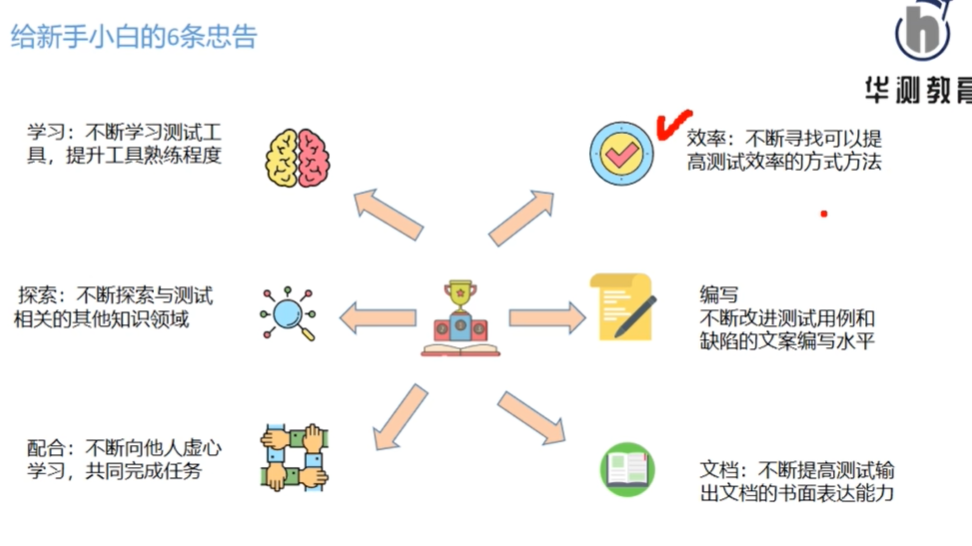 给新手小白的6条忠告
华测教育
学习：不断学习测试工
具，提升工具熟练程度
效率：不断寻找可以提
高测试效率的方式方法
探索：不断探索与测试
相关的其他知识领域
编写
不断改进测试用例和
缺陷的文案编写水平
配合：不断向他人虚心
学习，共同完成任务
文档：不断提高测试输
出文档的书面表达能力